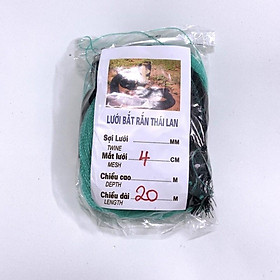 LƯỚI BẮT RẮN THÁI LAN
Sợi Lưới MM
TWINE
Mắt lưới 4 CM
MESH
Chiều cao M
DEPTH
Chiều dài 20 M
LENGTH